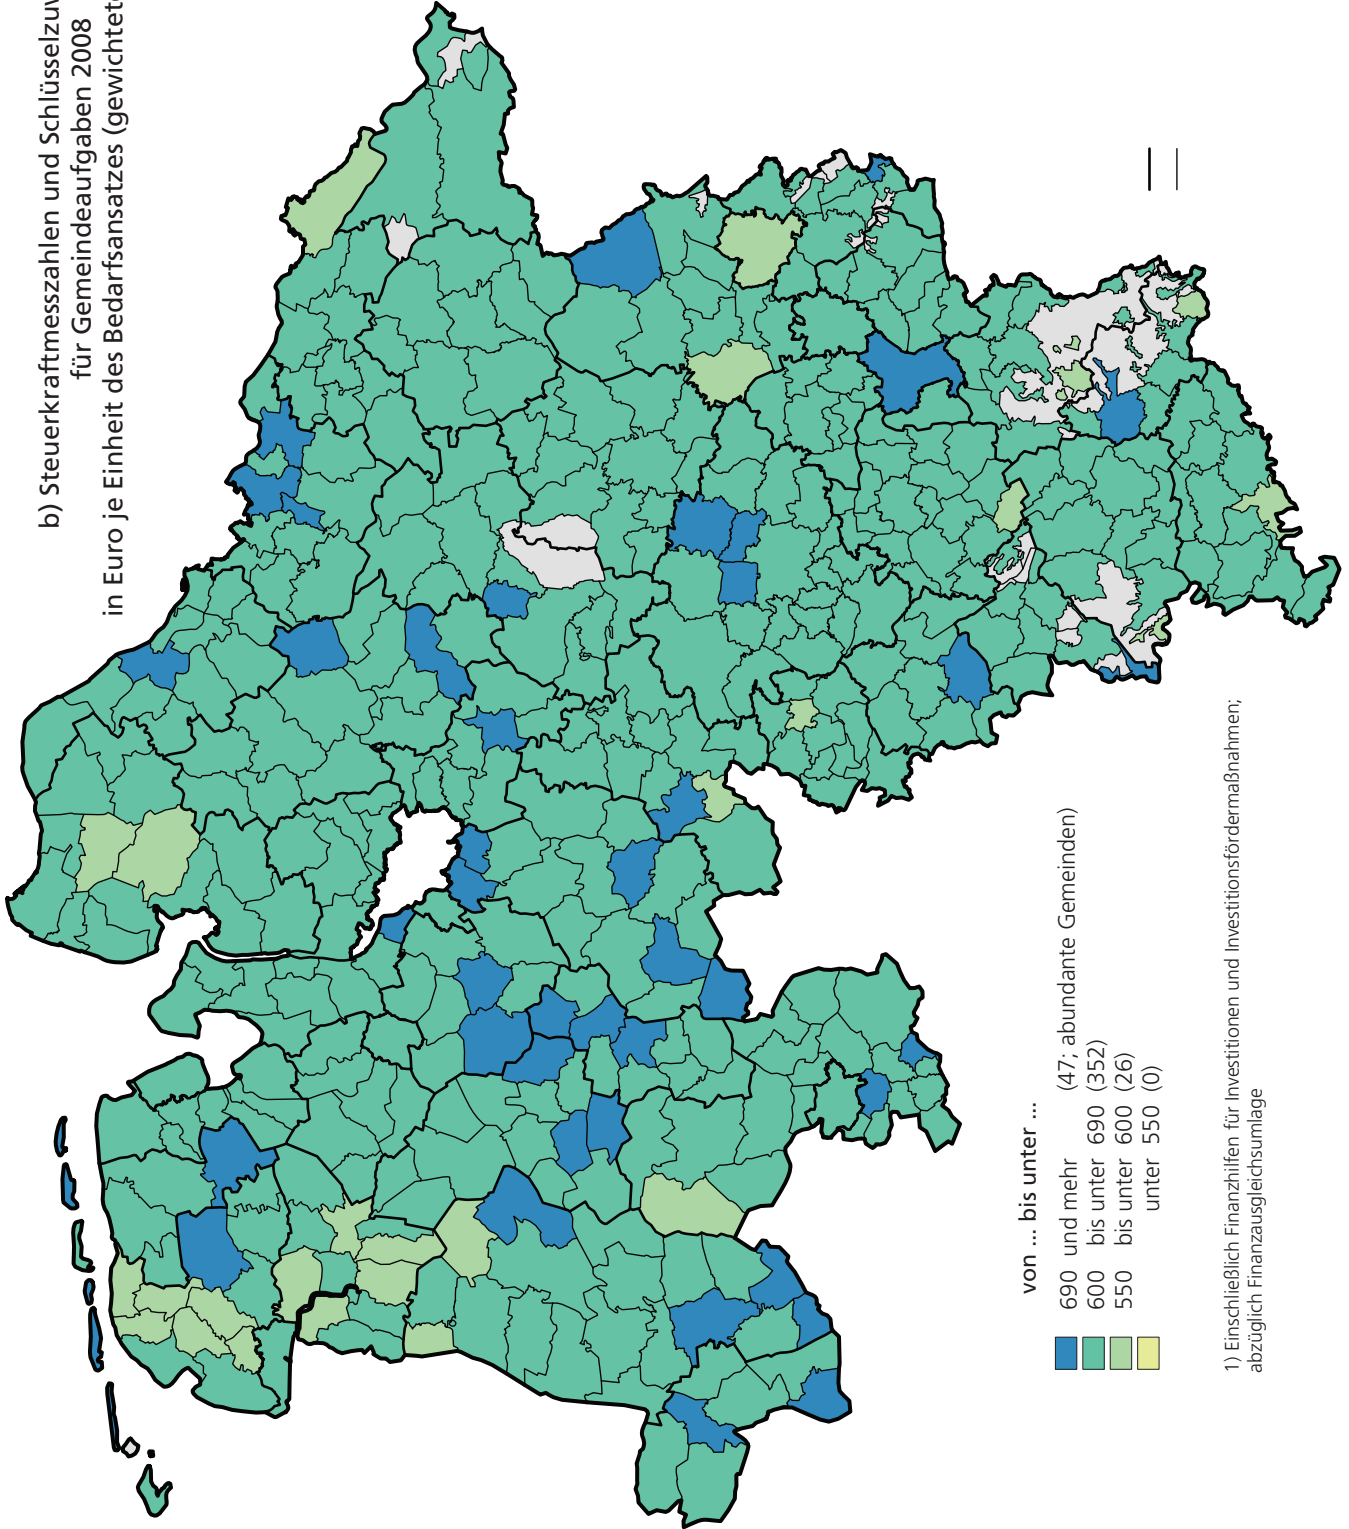 b) Steuerkraftmesszahlen und
für Gemeindeaufgaben 2008
in Euro je Einheit des Bedarfsansatzes
von ... bis unter ...
690 und mehr (47; abundante Gemeinden)
600 bis unter 690 (352)
550 bis unter 600 (26)
unter 550 (0)
1) Einschließlich Finanzhilfen für Investitionen und Investitionsfördermaßnahmen;
abzüglich Finanzausgleichsumlage